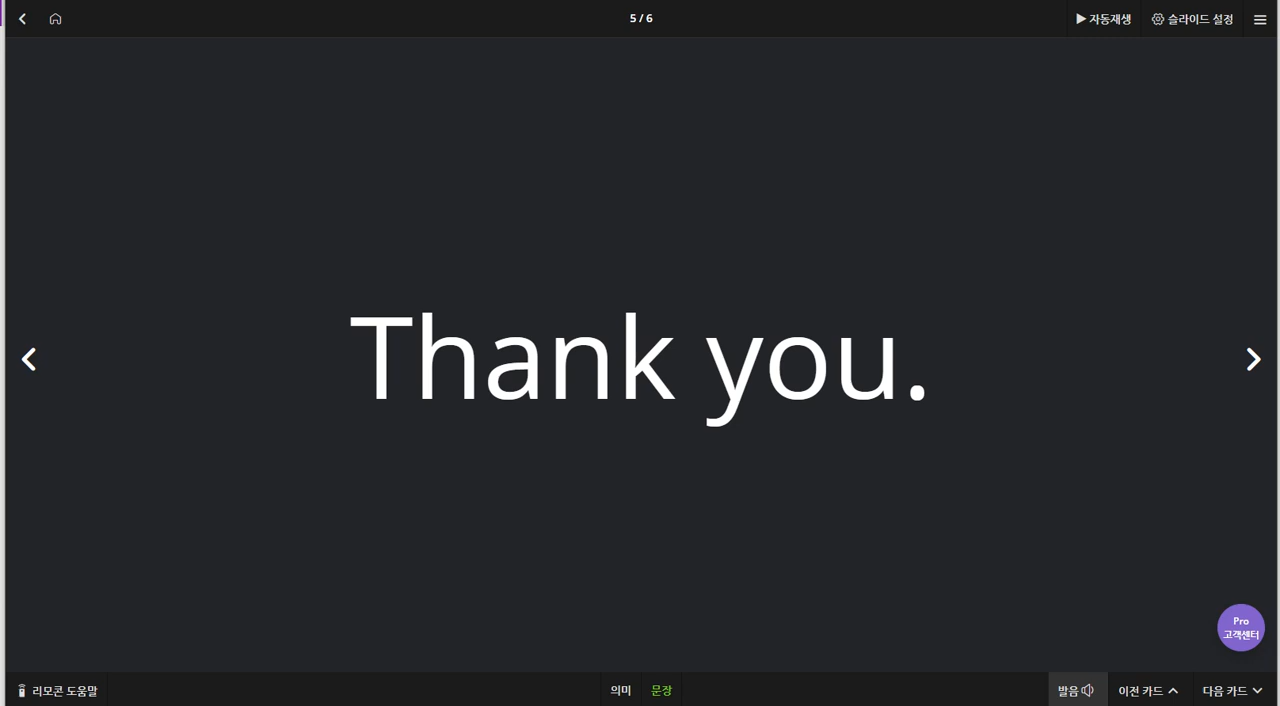 5 / 6
자동재생
슬라이드 설정
Thank you.
Pro
고객센터
리모콘 도움말
의미
문장
발음
이전 카드
다음 카드